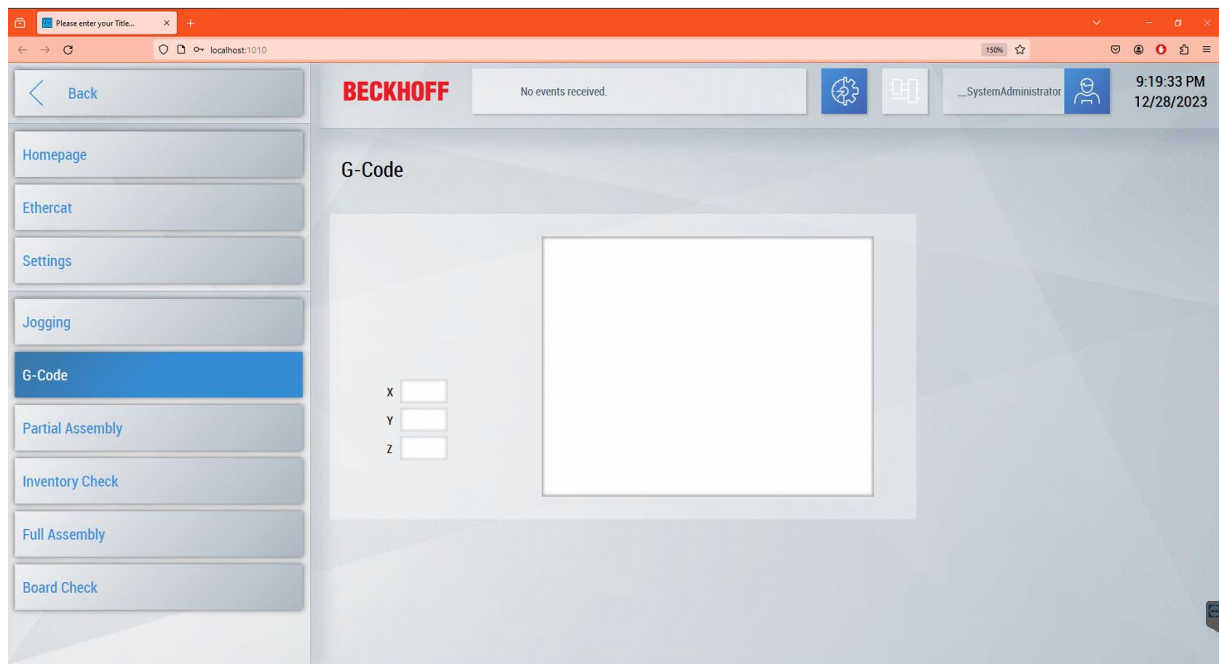 Please enter your Title...
localhost:1010
150%
Back
BECKHOFF
No events received.
__SystemAdministrator
9:19:33 PM
12/28/2023
Homepage
Ethercat
Settings
Jogging
G-Code
Partial Assembly
Inventory Check
Full Assembly
Board Check
G-Code
X
Y
Z